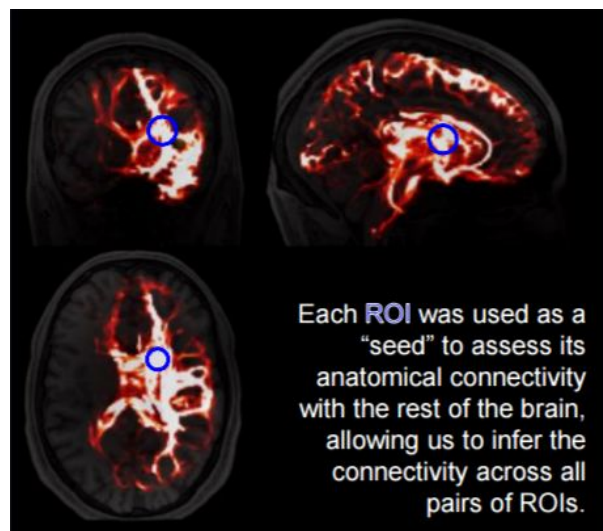 Each ROI was used as a
“seed” to assess its
anatomical connectivity
with the rest of the brain,
allowing us to infer the
connectivity across all
pairs of ROIs.